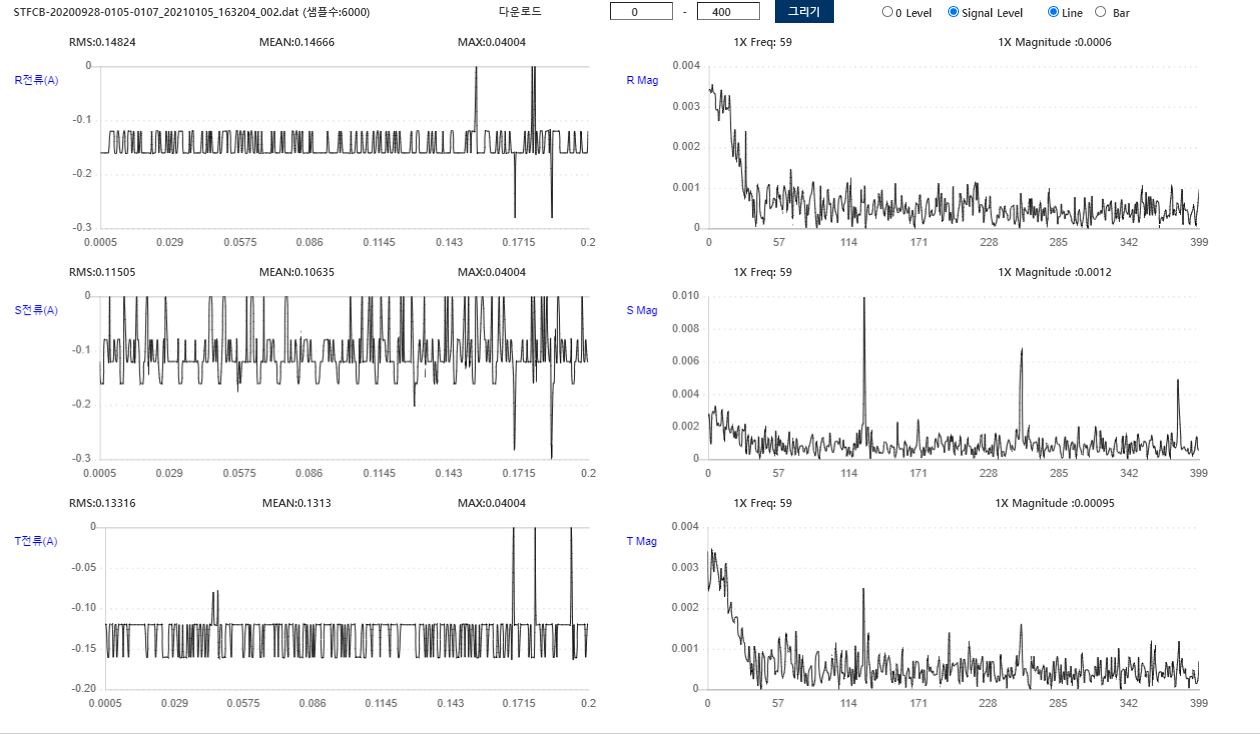 STFCB-20200928-0105-0107_20210105_163204_002.dat (샘플수:6000) 다운로드 0 - 400 그리기 0 Level Signal Level Line Bar
RMS:0.14824 MEAN:0.14666 MAX:0.04004 1X Freq: 59 1X Magnitude :0.0006
R전류(A)
0
-0.1
-0.2
-0.3
0.0005 0.029 0.0575 0.086 0.1145 0.143 0.1715 0.2
R Mag
0.004
0.003
0.002
0.001
0
0 57 114 171 228 285 342 399
RMS:0.11505 MEAN:0.10635 MAX:0.04004 1X Freq: 59 1X Magnitude :0.0012
S전류(A)
0
-0.1
-0.2
-0.3
0.0005 0.029 0.0575 0.086 0.1145 0.143 0.1715 0.2
S Mag
0.010
0.008
0.006
0.004
0.002
0
0 57 114 171 228 285 342 399
RMS:0.13316 MEAN:0.1313 MAX:0.04004 1X Freq: 59 1X Magnitude :0.00095
T전류(A)
0
-0.05
-0.10
-0.15
-0.20
0.0005 0.029 0.0575 0.086 0.1145 0.143 0.1715 0.2
T Mag
0.004
0.003
0.002
0.001
0
0 57 114 171 228 285 342 399